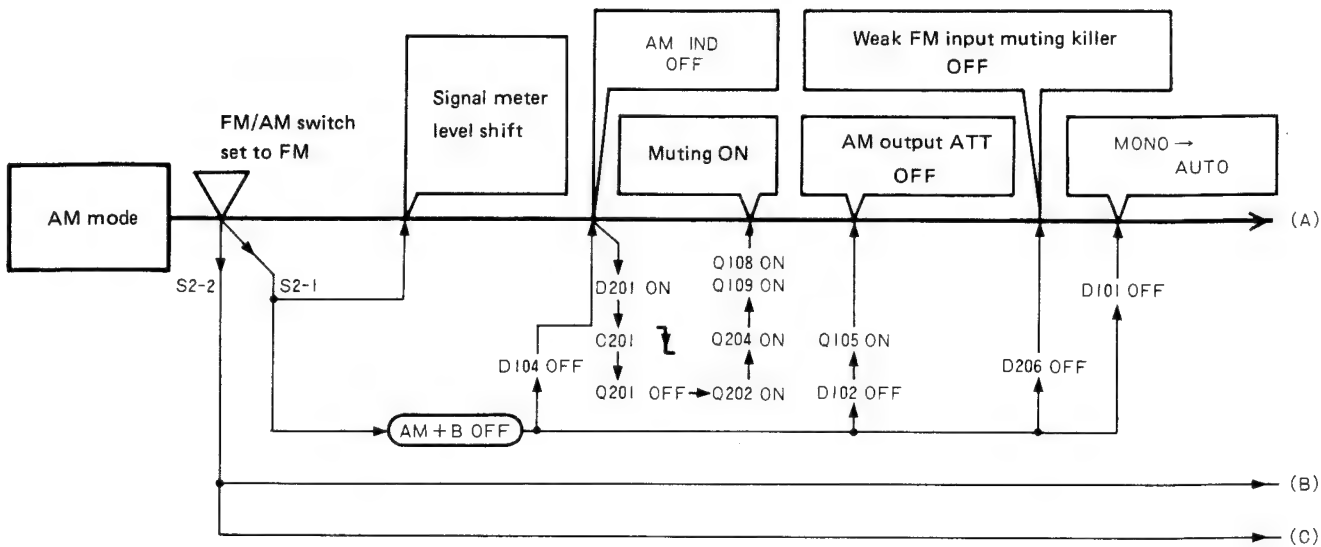 AM IND
OFF
Weak FM input muting killer
OFF
Signal meter
level shift
FM/AM switch
set to FM
Muting ON
AM output ATT
OFF
MONO →
AUTO
AM mode
(A)
S2-2
S2-1
D201 ON
C201
Q201 OFF
Q108 ON
Q109 ON
Q204 ON
Q202 ON
D104 OFF
Q105 ON
D102 OFF
D206 OFF
D101 OFF
AM+B OFF
(B)
(C)